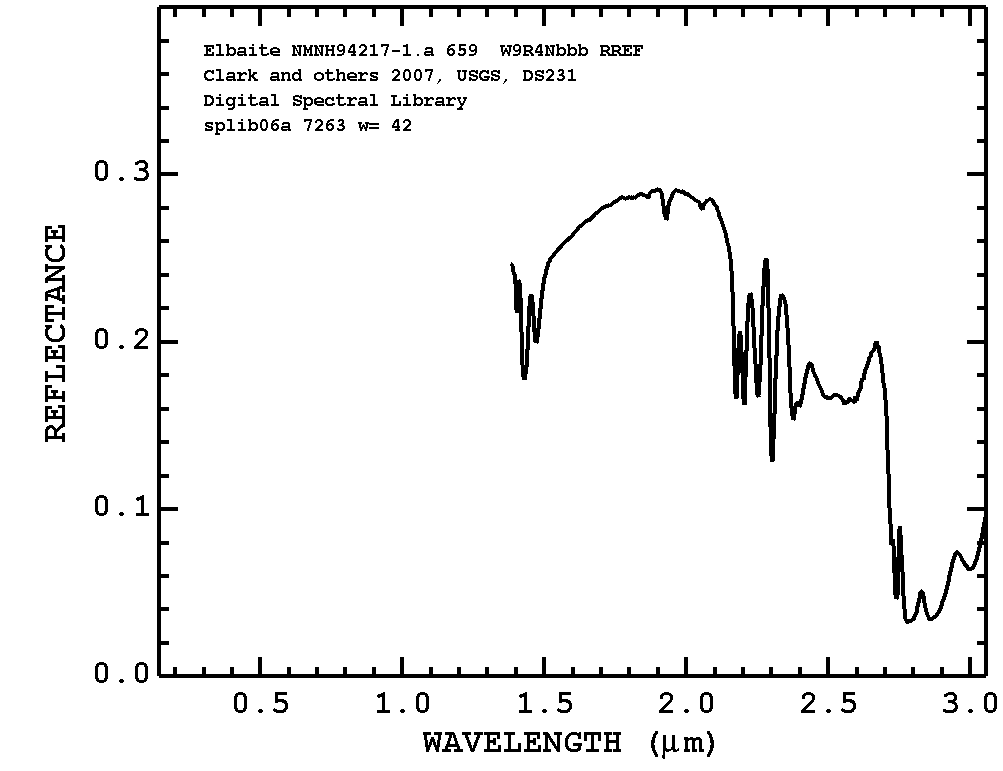 Elbaite NMNH94217-1.a 659 W9R4Nbbb RREF
Clark and others 2007, USGS, DS231
Digital Spectral Library
splib06a 7263 w= 42
REFLECTANCE
0.3
0.2
0.1
0.0
0.5 1.0 1.5 2.0 2.5 3.0
WAVELENGTH (μm)